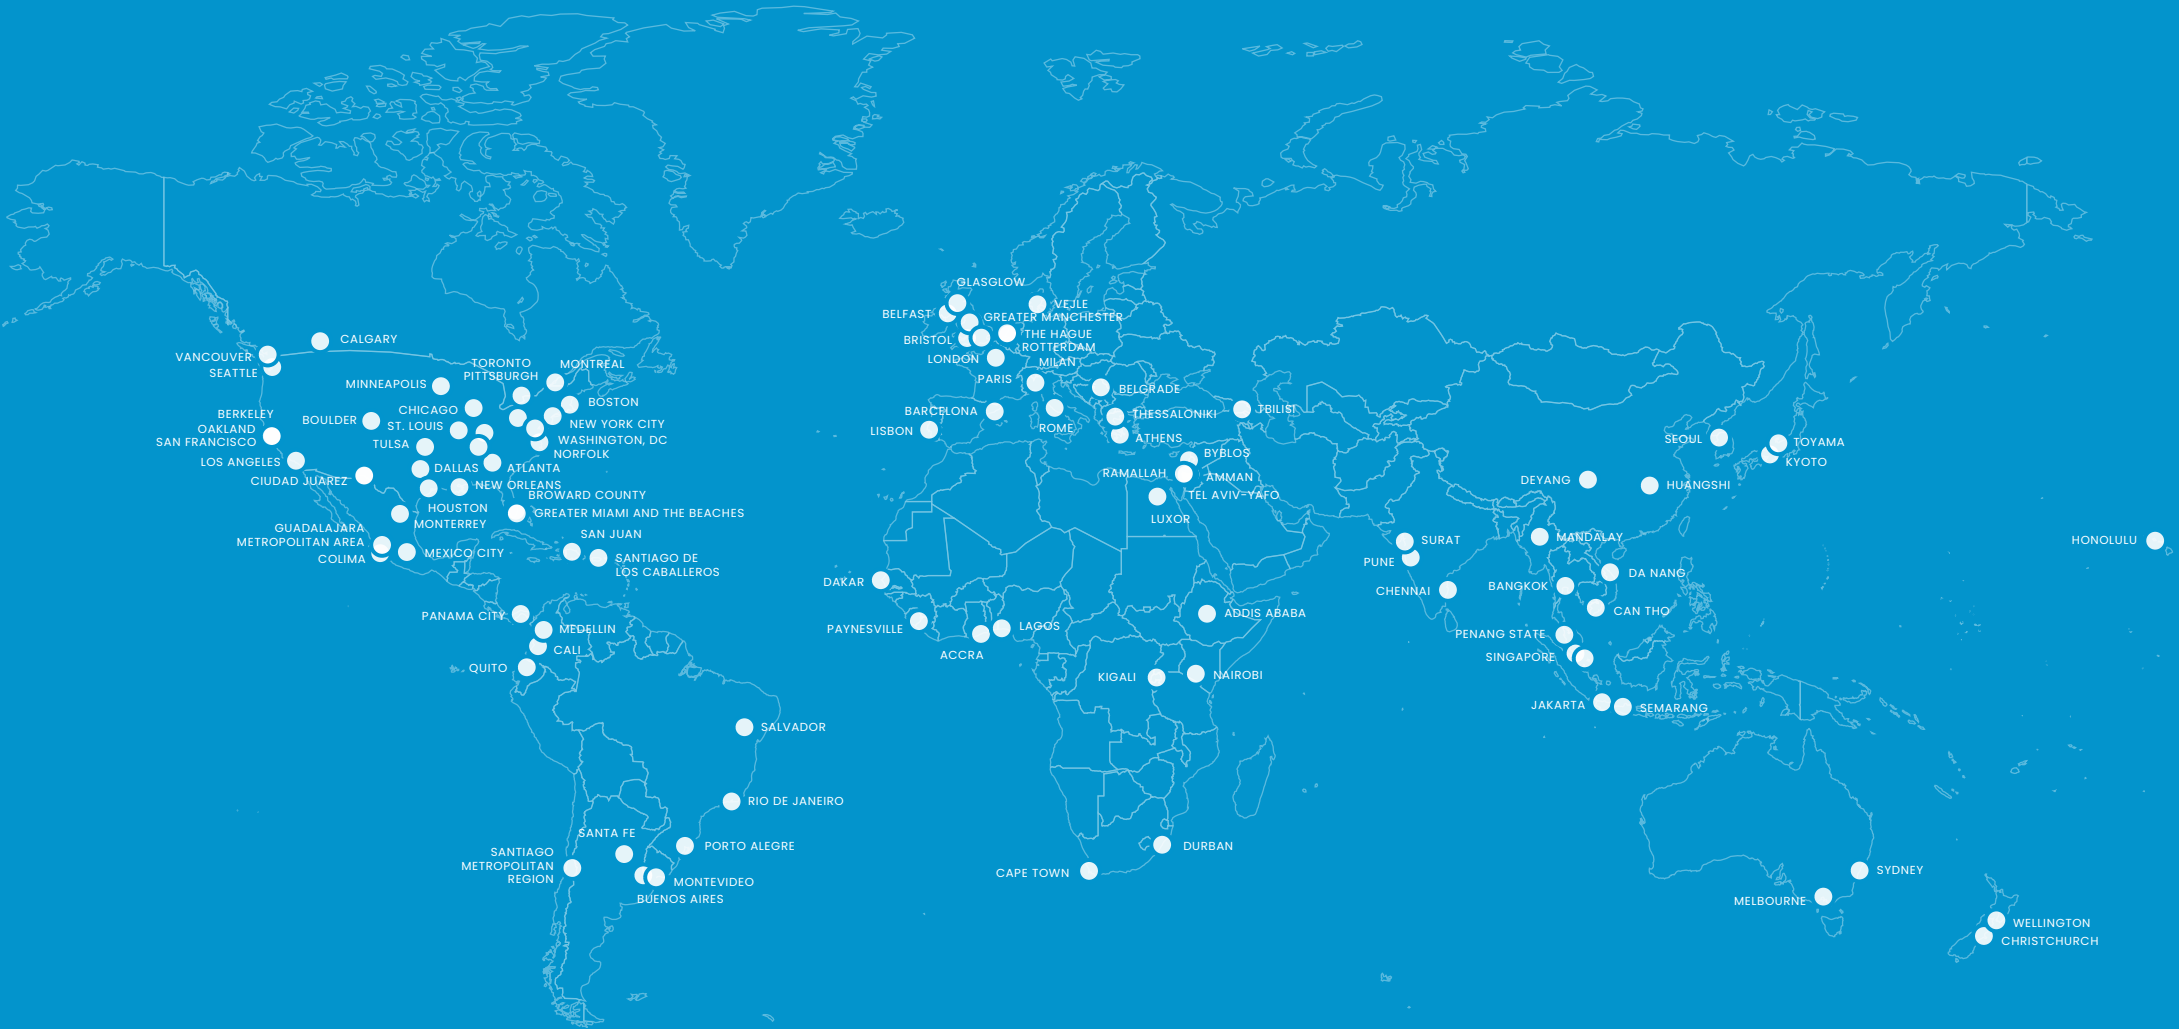 GLASGLOW
VEJLE
BELFAST
GREATER MANCHESTER
THE HAGUE
BRISTOL
ROTTERDAM
LONDON
MILAN
PARIS
BELGRADE
BARCELONA
THESSALONIKI
TBILISI
LISBON
ROME
ATHENS
CALGARY
VANCOUVER
SEATTLE
TORONTO
PITTSBURGH
MONTREAL
MINNEAPOLIS
BOSTON
CHICAGO
BOULDER
ST. LOUIS
NEW YORK CITY
BERKELEY
OAKLAND
SAN FRANCISCO
TULSA
WASHINGTON, DC
NORFOLK
LOS ANGELES
DALLAS
ATLANTA
CIUDAD JUAREZ
NEW ORLEANS
BROWARD COUNTY
HOUSTON
GREATER MIAMI AND THE BEACHES
MONTERREY
GUADALAJARA
METROPOLITAN AREA
COLIMA
MEXICO CITY
SAN JUAN
SANTIAGO DE
LOS CABALLEROS
PANAMA CITY
MEDELLIN
CALI
QUITO
SALVADOR
RIO DE JANEIRO
SANTA FE
PORTO ALEGRE
SANTIAGO
METROPOLITAN
REGION
MONTEVIDEO
BUENOS AIRES
BYBLOS
RAMALLAH
AMMAN
TEL AVIV-YAFO
LUXOR
DAKAR
PAYNESVILLE
LAGOS
ACCRA
ADDIS ABABA
KIGALI
NAIROBI
DURBAN
CAPE TOWN
SEOUL
TOYAMA
KYOTO
DEYANG
HUANGSHI
SURAT
MANDALAY
PUNE
HONOLULU
DA NANG
CHENNAI
BANGKOK
CAN THO
PENANG STATE
SINGAPORE
JAKARTA
SEMARANG
SYDNEY
MELBOURNE
WELLINGTON
CHRISTCHURCH